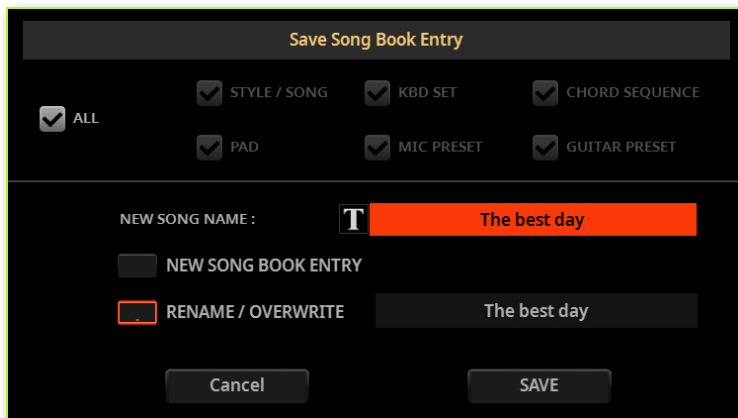 Save Song Book Entry
STYLE / SONG KBD SET CHORD SEQUENCE
ALL
PAD MIC PRESET GUITAR PRESET
NEW SONG NAME : T The best day
NEW SONG BOOK ENTRY
RENAME / OVERWRITE The best day
Cancel SAVE